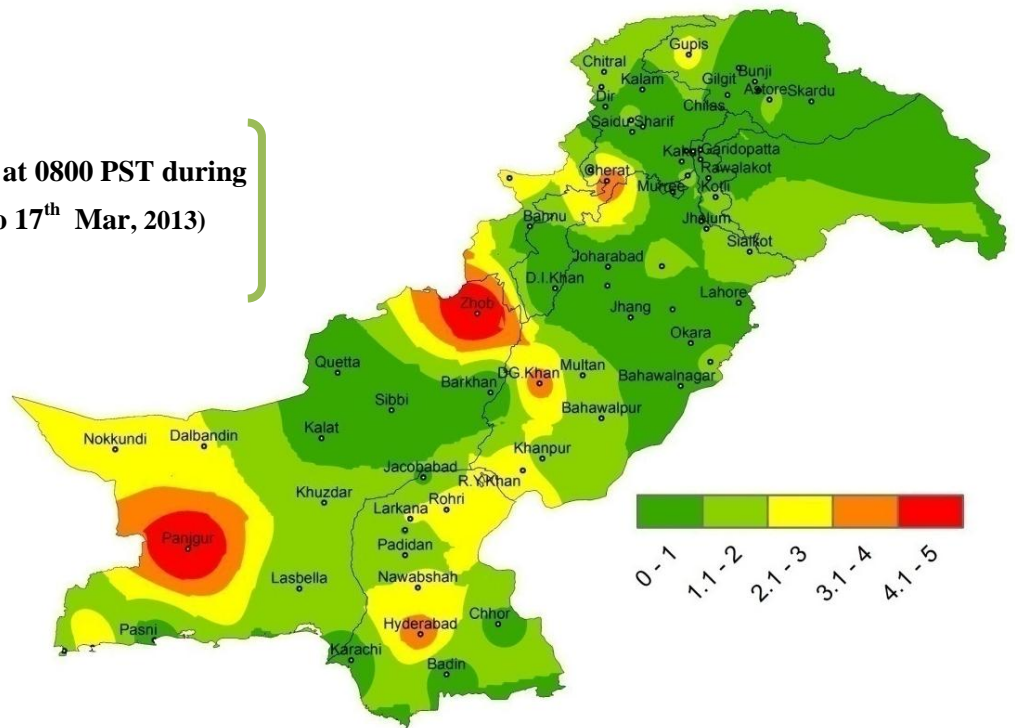 at 0800 PST during
17th Mar, 2013)
Gupis
Chitral
Bunji
Kalam
Gilgit
Astore
Skardu
Dir
Chilas
Saidu Sharif
Garidopatta
Rawalakot
Cherat
Murree
Kotli
Bannu
Jhelum
Sialkot
Joharabad
D.I.Khan
Lahore
Zhob
Jhang
Okara
Quetta
Multan
D.G.Khan
Bahawalnagar
Barkhan
Sibbi
Bahawalpur
Kalat
Nokkundi
Dalbandin
Khanpur
Jacobabad
R.Y.Khan
Khuzdar
Rohri
Larkana
Panjgur
Padidan
Lasbella
Nawabshah
Chhor
Hyderabad
Pasni
Karachi
Badin
0 - 1
1.1 - 2
2.1 - 3
3.1 - 4
4.1 - 5